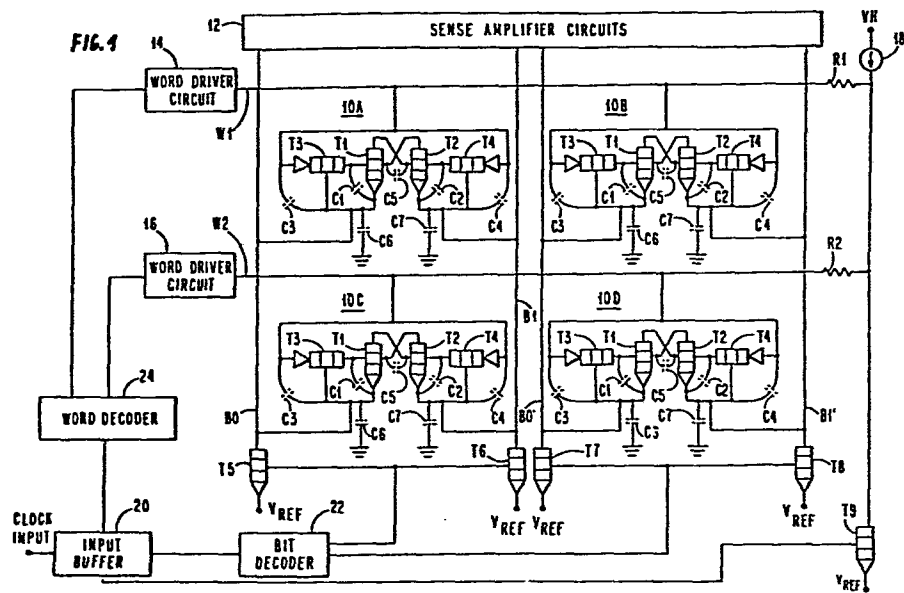 12
SENSE AMPLIFIER CIRCUITS
VH
18
FIG. 1
14
WORD DRIVER
CIRCUIT
W1
R1
10A
10B
T3 T1 T2 T4
T3 T1 T2 T4
C1 C5 C2
C1 C5 C2
C3 C7 C4
C3 C7 C4
C6
C6
16
WORD DRIVER
CIRCUIT
W2
R2
10C
B1
10D
T3 T1 T2 T4
T3 T1 T2 T4
C1 C5 C2
C1 C5 C2
24
WORD DECODER
C3 C7 C4
C3 C7 C4
B0
C6
B0'
C3
B1'
T5
T6
T7
T8
VREF
VREF
VREF
VREF
T9
CLOCK
INPUT
20
INPUT
BUFFER
22
BIT
DECODER
VREF